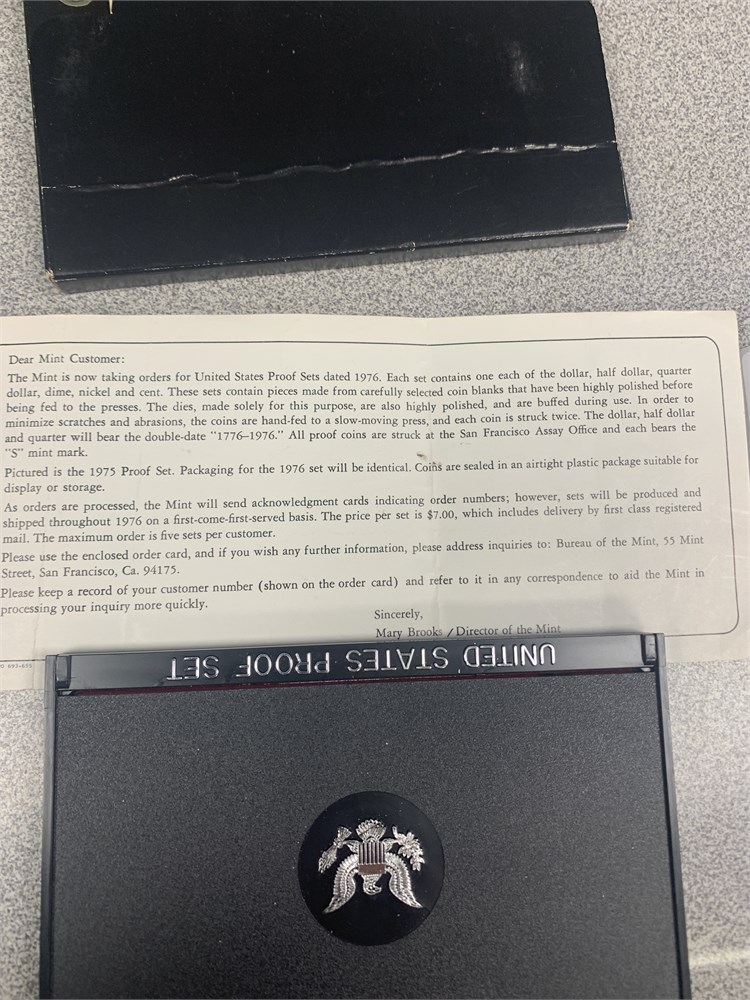 Dear Mint Customer:
The Mint is now taking orders for United States Proof Sets dated 1976. Each set contains one each of the dollar, half dollar, quarter
dollar, dime, nickel and cent. These sets contain pieces made from carefully selected coin blanks that have been highly polished before
being fed to the presses. The dies, made solely for this purpose, are also highly polished, and are buffed during use. In order to
minimize scratches and abrasions, the coins are hand-fed to a slow-moving press, and each coin is struck twice. The dollar, half dollar
and quarter will bear the double-date "1776–1976." All proof coins are struck at the San Francisco Assay Office and each bears the
"S" mint mark.
Pictured is the 1975 Proof Set. Packaging for the 1976 set will be identical. Coins are sealed in an airtight plastic package suitable for
display or storage.
As orders are processed, the Mint will send acknowledgment cards indicating order numbers; however, sets will be produced and
shipped throughout 1976 on a first-come-first-served basis. The price per set is $7.00, which includes delivery by first class registered
mail. The maximum order is five sets per customer.
Please use the enclosed order card, and if you wish any further information, please address inquiries to: Bureau of the Mint, 55 Mint
Street, San Francisco, Ca. 94175.
Please keep a record of your customer number (shown on the order card) and refer to it in any correspondence to aid the Mint in
processing your inquiry more quickly.
Sincerely,
Mary Brooks / Director of the Mint
UNITED STATES PROOF SET